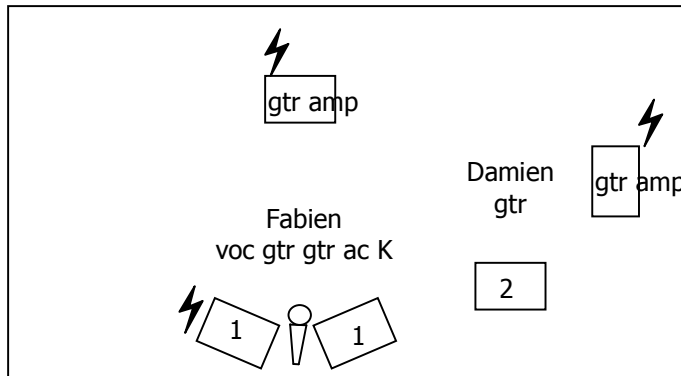 gtr amp
Damien
gtr
gtr amp
Fabien
voc gtr gtr ac K
2
1
1